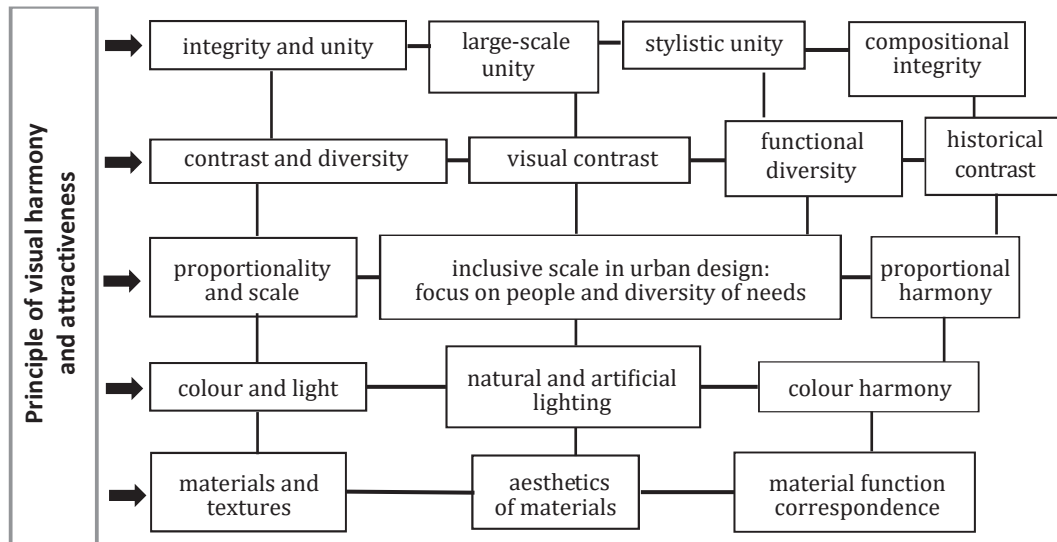 Principle of visual harmony
and attractiveness
integrity and unity
large-scale
unity
stylistic unity
compositional
integrity
contrast and diversity
visual contrast
functional
diversity
historical
contrast
proportionality
and scale
inclusive scale in urban design:
focus on people and diversity of needs
proportional
harmony
colour and light
natural and artificial
lighting
colour harmony
materials and
textures
aesthetics
of materials
material function
correspondence